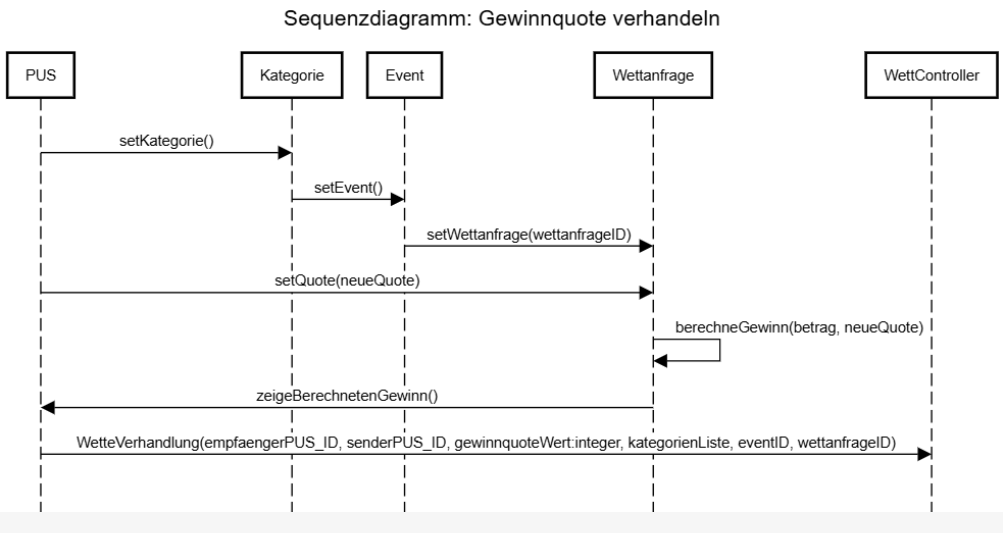 Sequenzdiagramm: Gewinnquote verhandeln
PUS
Kategorie
Event
Wettanfrage
WettController
setKategorie()
setEvent()
setWettanfrage(wettanfrageID)
setQuote(neueQuote)
berechneGewinn(betrag, neueQuote)
zeigeBerechnetenGewinn()
WetteVerhandlung(empfaengerPUS_ID, senderPUS_ID, gewinnquoteWert:integer, kategorienListe, eventID, wettanfrageID)